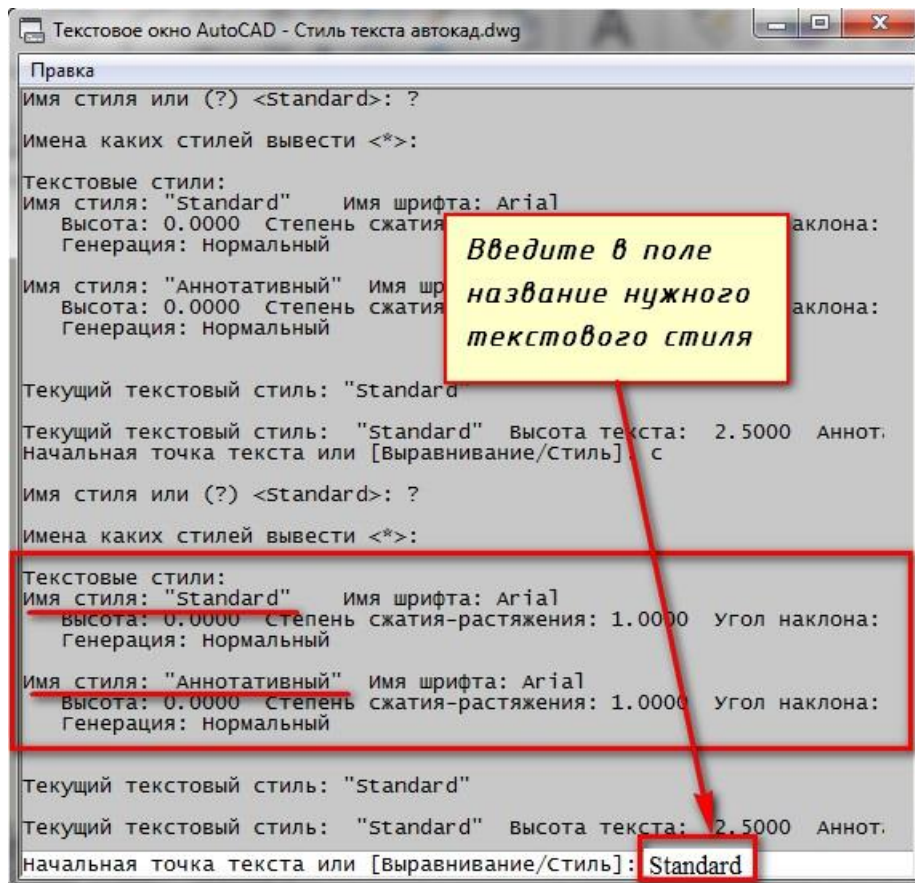 Текстовое окно AutoCAD - Стиль текста автокад.dwg
Правка
Имя стиля или (?) <Standard>: ?
Имена каких стилей вывести <*>:
Текстовые стили:
Имя стиля: "Standard" Имя шрифта: Arial
Высота: 0.0000 Степень сжатия аклона:
Генерация: Нормальный
Имя стиля: "Аннотативный" Имя шр
Высота: 0.0000 Степень сжатия аклона:
Генерация: Нормальный
Введите в поле
название нужного
текстового стиля
Текущий текстовый стиль: "Standard"
Текущий текстовый стиль: "Standard" Высота текста: 2.5000 Аннот
Начальная точка текста или [Выравнивание/Стиль]: с
Имя стиля или (?) <Standard>: ?
Имена каких стилей вывести <*>:
Текстовые стили:
Имя стиля: "Standard" Имя шрифта: Arial
Высота: 0.0000 Степень сжатия-растяжения: 1.0000 Угол наклона:
Генерация: Нормальный
Имя стиля: "Аннотативный" Имя шрифта: Arial
Высота: 0.0000 Степень сжатия-растяжения: 1.0000 Угол наклона:
Генерация: Нормальный
Текущий текстовый стиль: "Standard"
Текущий текстовый стиль: "Standard" Высота текста: 2.5000 Аннот
Начальная точка текста или [Выравнивание/Стиль]: Standard